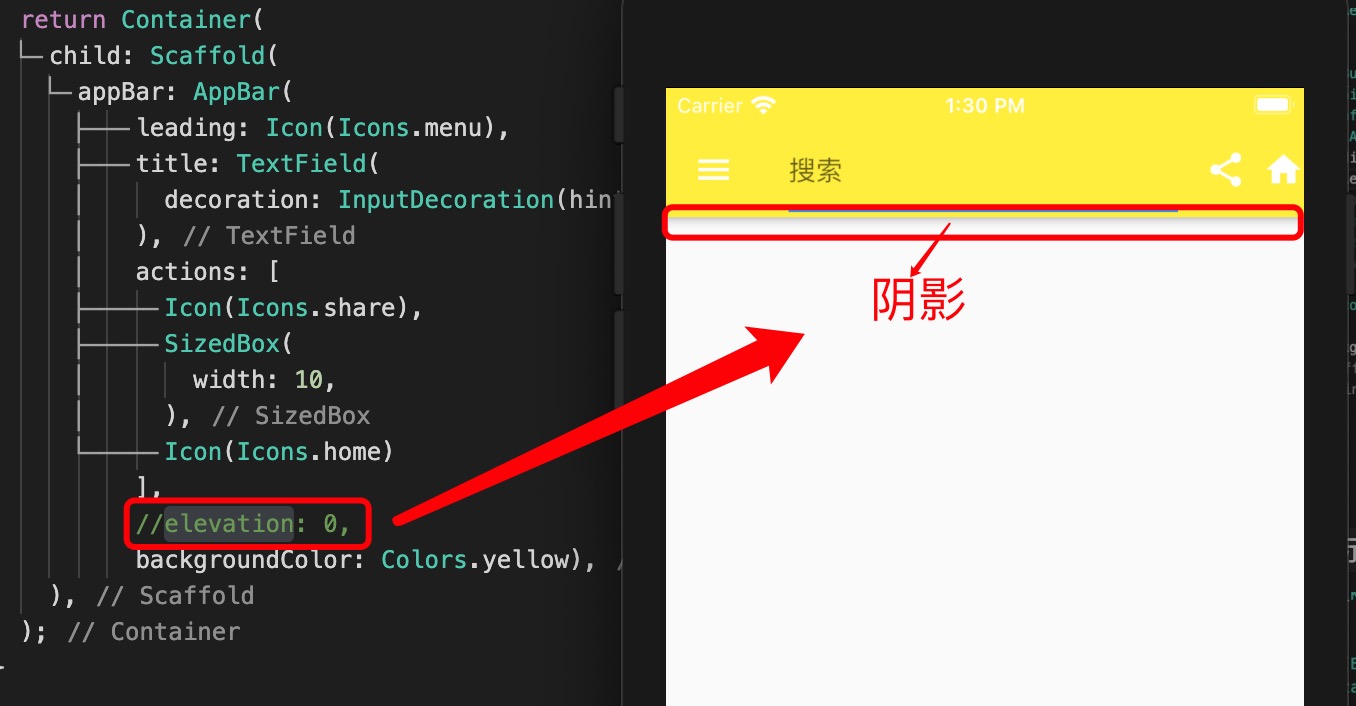 return Container(
child: Scaffold(
appBar: AppBar(
leading: Icon(Icons.menu),
title: TextField(
decoration: InputDecoration(hin
), // TextField
actions: [
Icon(Icons.share),
SizedBox(
width: 10,
), // SizedBox
Icon(Icons.home)
],
//elevation: 0,
backgroundColor: Colors.yellow), /
), // Scaffold
); // Container
Carrier 1:30 PM
搜索
阴影